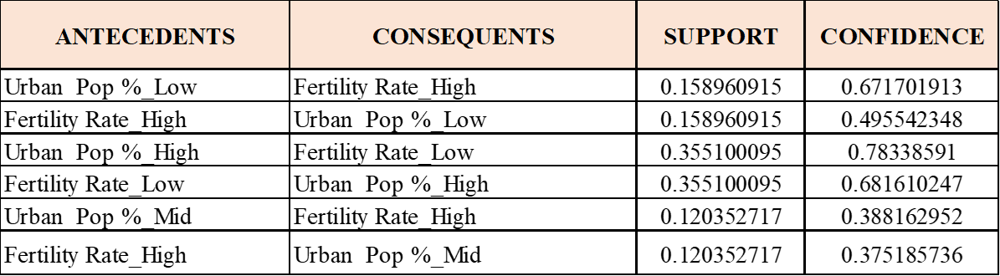 ANTECEDENTS CONSEQUENTS SUPPORT CONFIDENCE
Urban Pop %_Low Fertility Rate_High 0.158960915 0.671701913
Fertility Rate_High Urban Pop %_Low 0.158960915 0.495542348
Urban Pop %_High Fertility Rate_Low 0.355100095 0.78338591
Fertility Rate_Low Urban Pop %_High 0.355100095 0.681610247
Urban Pop %_Mid Fertility Rate_High 0.120352717 0.388162952
Fertility Rate_High Urban Pop %_Mid 0.120352717 0.375185736